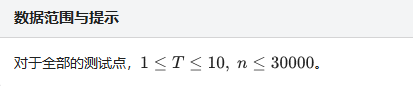 数据范围与提示
对于全部的测试点，1 ≤ T ≤ 10, n ≤ 30000。